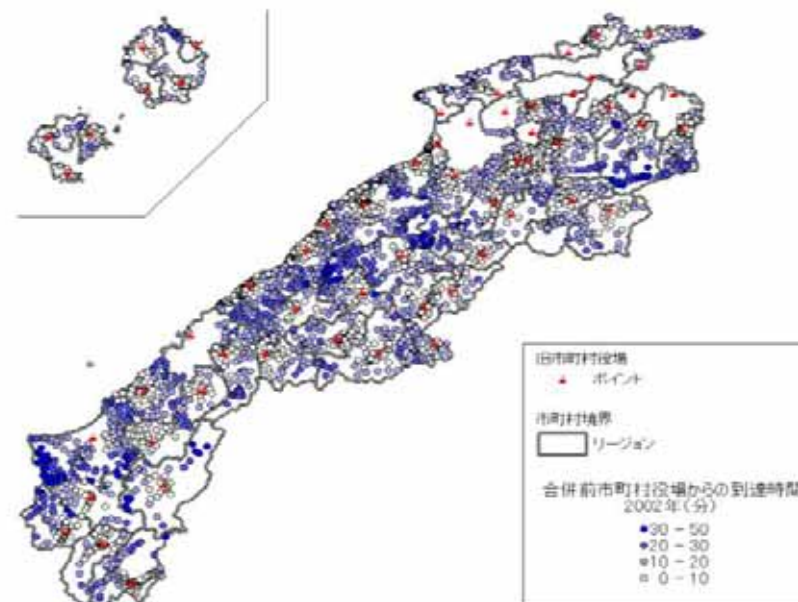 旧市町村役場
ポイント
市町村境界
リージョン
合併前市町村役場からの到達時間
2002年(分)
30 - 50
20 - 30
10 - 20
0 - 10